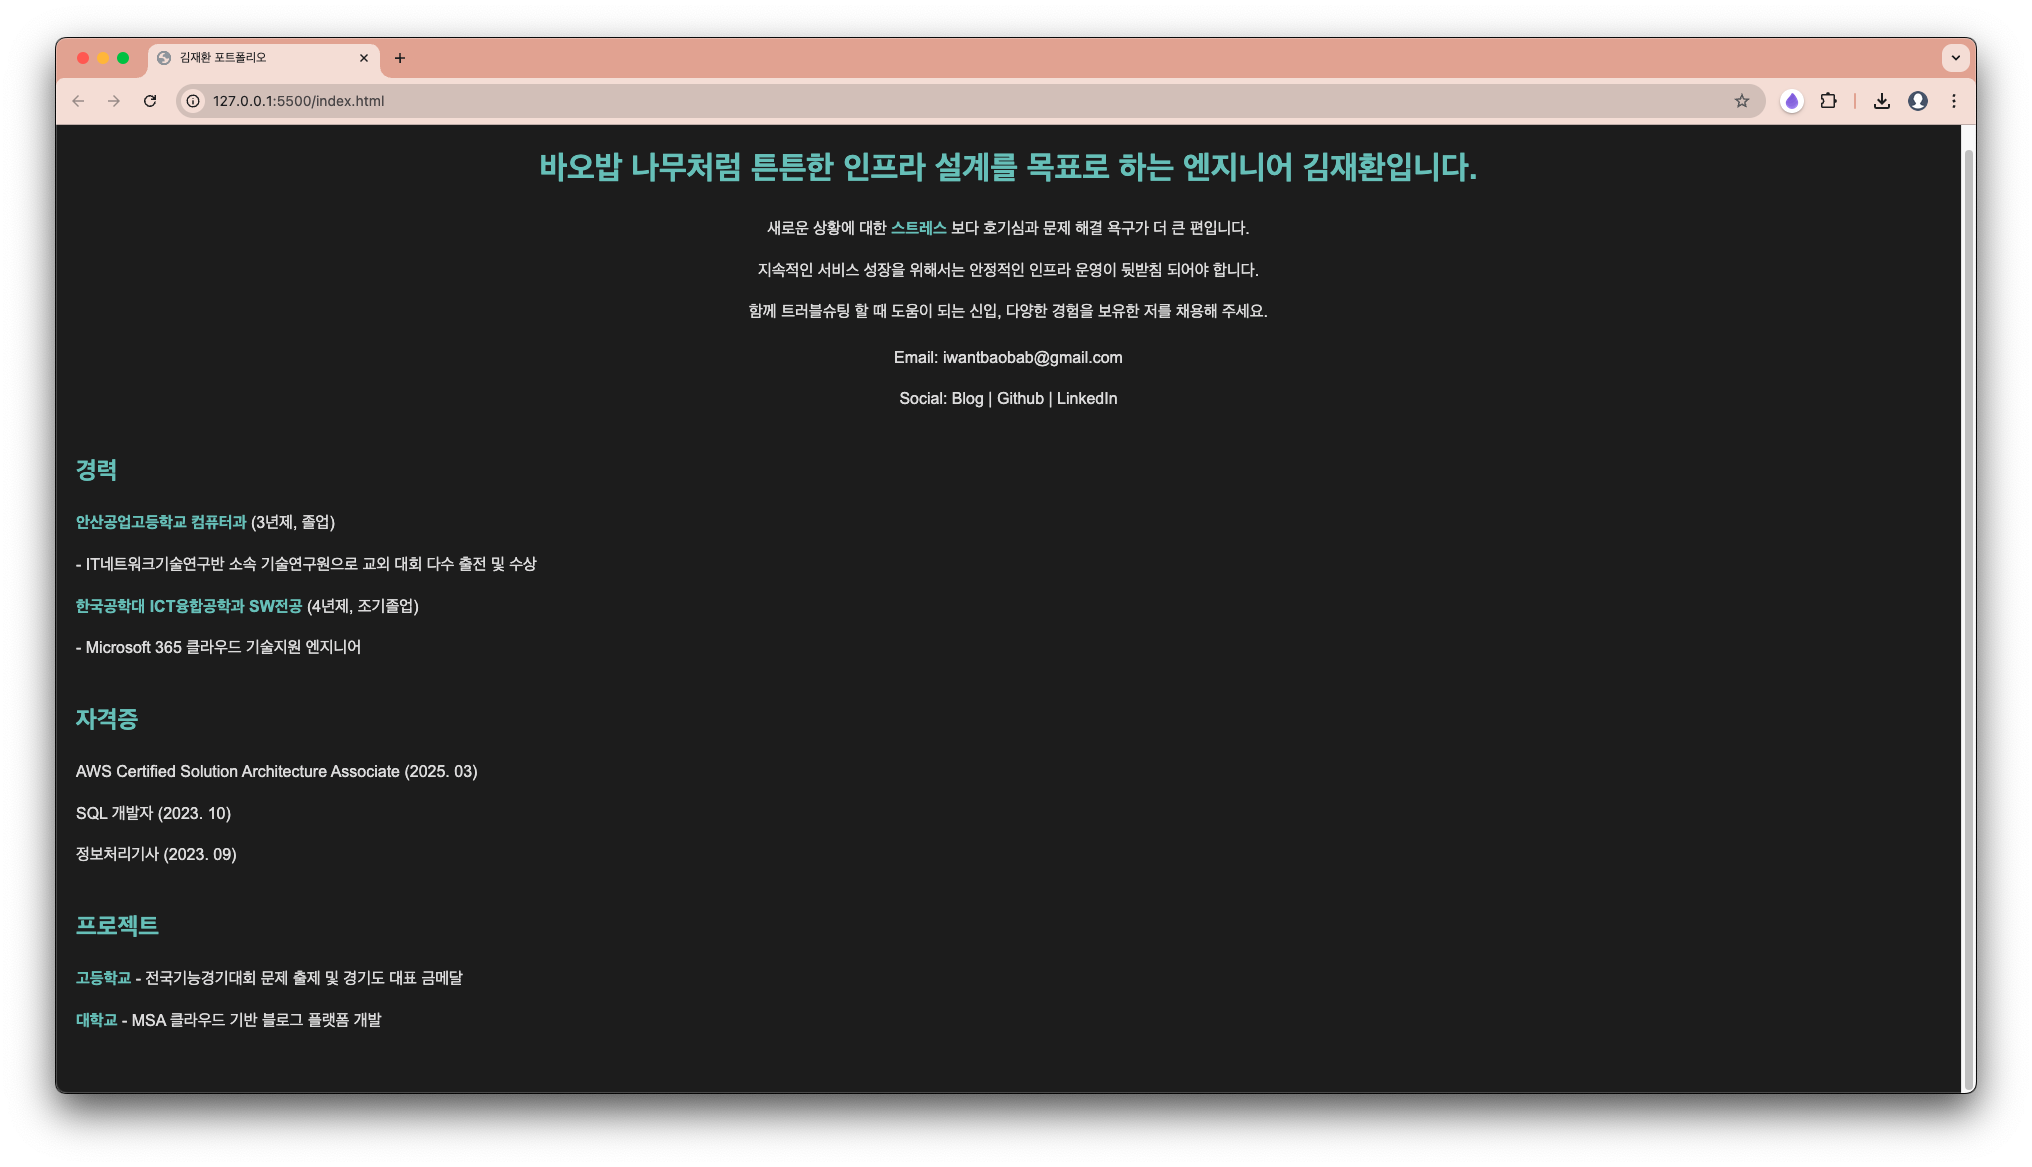 김재환 포트폴리오
127.0.0.1:5500/index.html
바오밥 나무처럼 튼튼한 인프라 설계를 목표로 하는 엔지니어 김재환입니다.
새로운 상황에 대한 스트레스 보다 호기심과 문제 해결 욕구가 더 큰 편입니다.
지속적인 서비스 성장을 위해서는 안정적인 인프라 운영이 뒷받침 되어야 합니다.
함께 트러블슈팅 할 때 도움이 되는 신입, 다양한 경험을 보유한 저를 채용해 주세요.
Email: iwantbaobab@gmail.com
Social: Blog | Github | LinkedIn
경력
안산공업고등학교 컴퓨터과 (3년제, 졸업)
- IT네트워크기술연구반 소속 기술연구원으로 교외 대회 다수 출전 및 수상
한국공학대 ICT융합공학과 SW전공 (4년제, 조기졸업)
- Microsoft 365 클라우드 기술지원 엔지니어
자격증
AWS Certified Solution Architecture Associate (2025. 03)
SQL 개발자 (2023. 10)
정보처리기사 (2023. 09)
프로젝트
고등학교 - 전국기능경기대회 문제 출제 및 경기도 대표 금메달
대학교 - MSA 클라우드 기반 블로그 플랫폼 개발